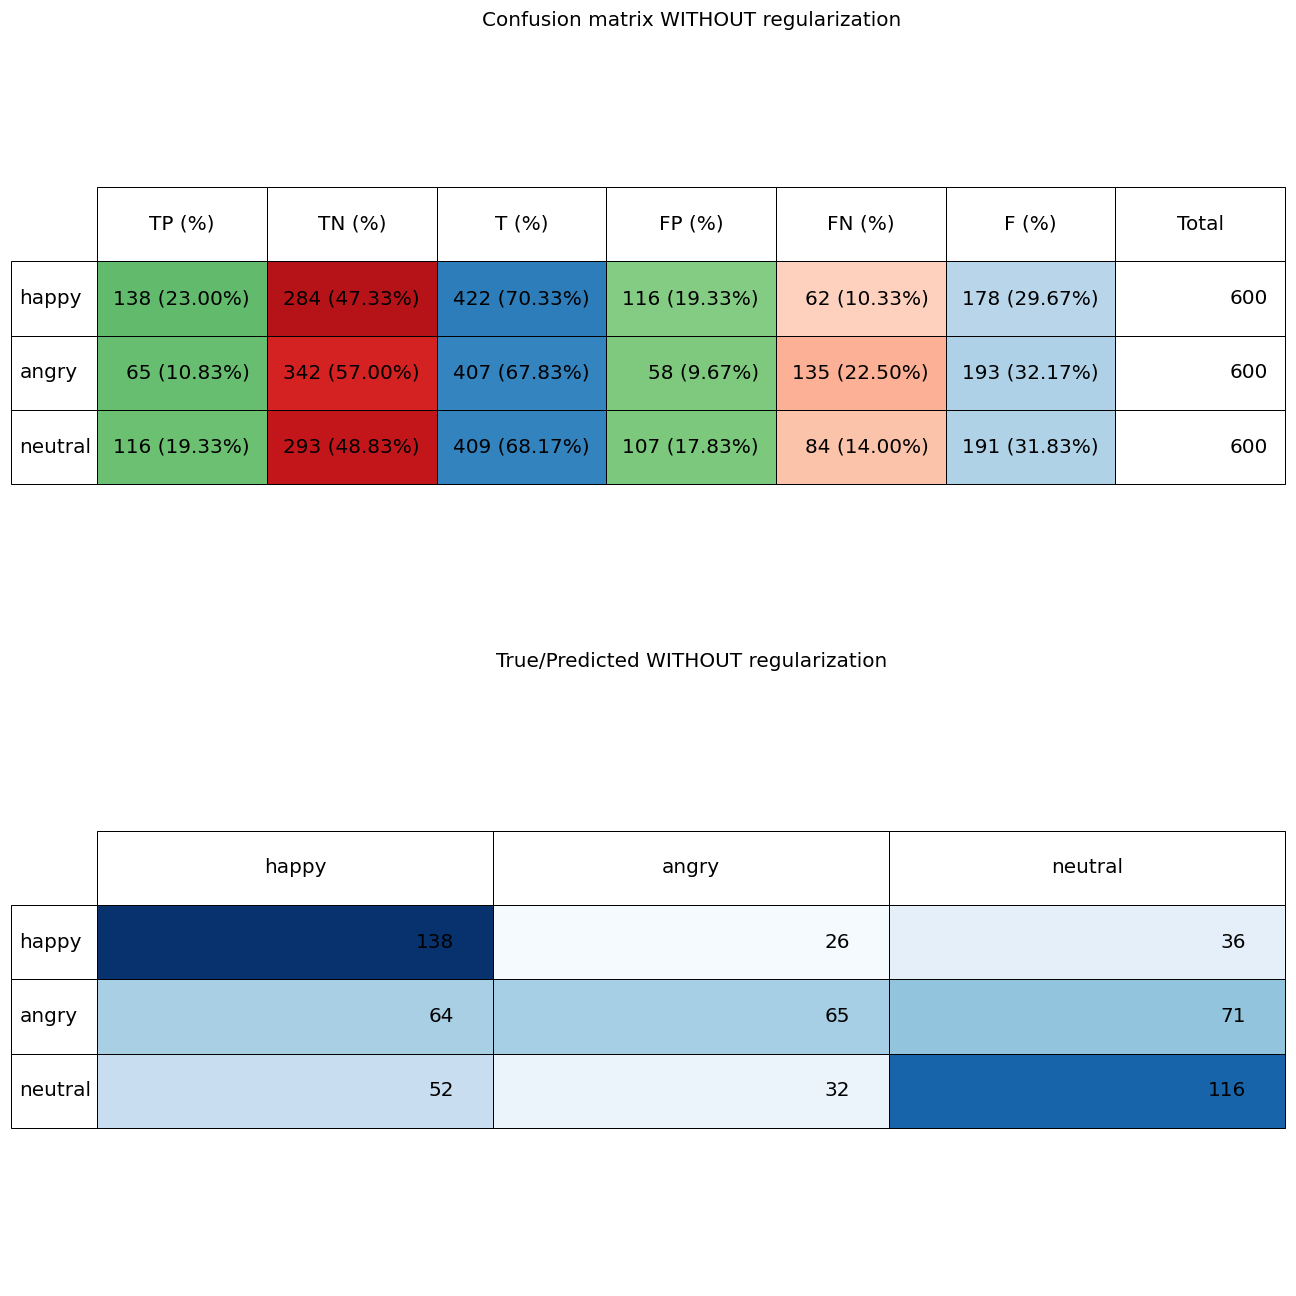 Confusion matrix WITHOUT regularization
TP (%) TN (%) T (%) FP (%) FN (%) F (%) Total
happy 138 (23.00%) 284 (47.33%) 422 (70.33%) 116 (19.33%) 62 (10.33%) 178 (29.67%) 600
angry 65 (10.83%) 342 (57.00%) 407 (67.83%) 58 (9.67%) 135 (22.50%) 193 (32.17%) 600
neutral 116 (19.33%) 293 (48.83%) 409 (68.17%) 107 (17.83%) 84 (14.00%) 191 (31.83%) 600
True/Predicted WITHOUT regularization
happy angry neutral
happy 138 26 36
angry 64 65 71
neutral 52 32 116